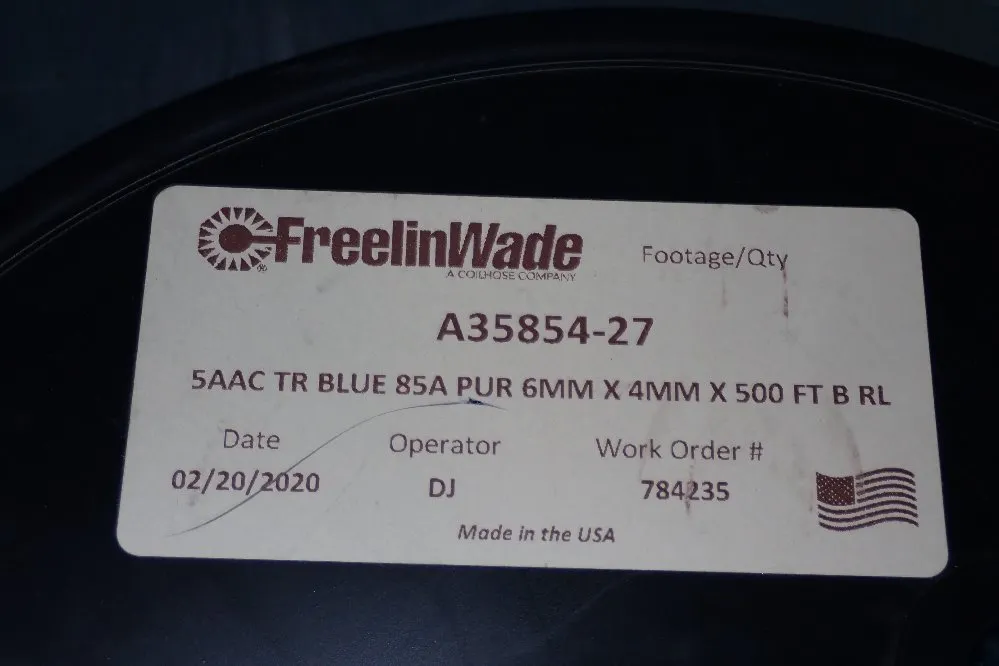 FreelinWade
®
A COILHOSE COMPANY
Footage/Qty
A35854-27
5AAC TR BLUE 85A PUR 6MM X 4MM X 500 FT B RL
Date Operator Work Order #
02/20/2020 DJ 784235
Made in the USA